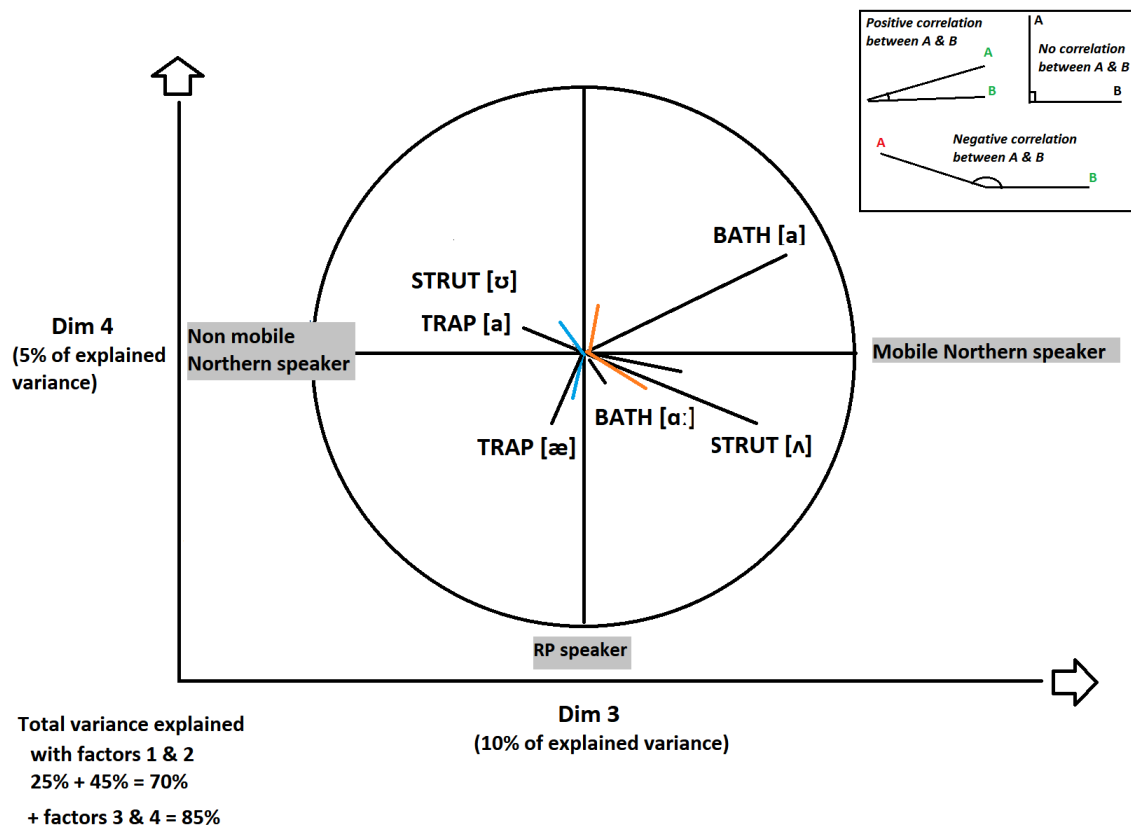 Positive correlation
between A & B
A
B
A
No correlation
between A & B
B
Negative correlation
between A & B
A
B
BATH [a]
STRUT [ʊ]
TRAP [a]
Dim 4
(5% of explained
variance)
Non mobile
Northern speaker
Mobile Northern speaker
BATH [ɑː]
TRAP [æ]
STRUT [ʌ]
RP speaker
Dim 3
(10% of explained variance)
Total variance explained
with factors 1 & 2
25% + 45% = 70%
+ factors 3 & 4 = 85%